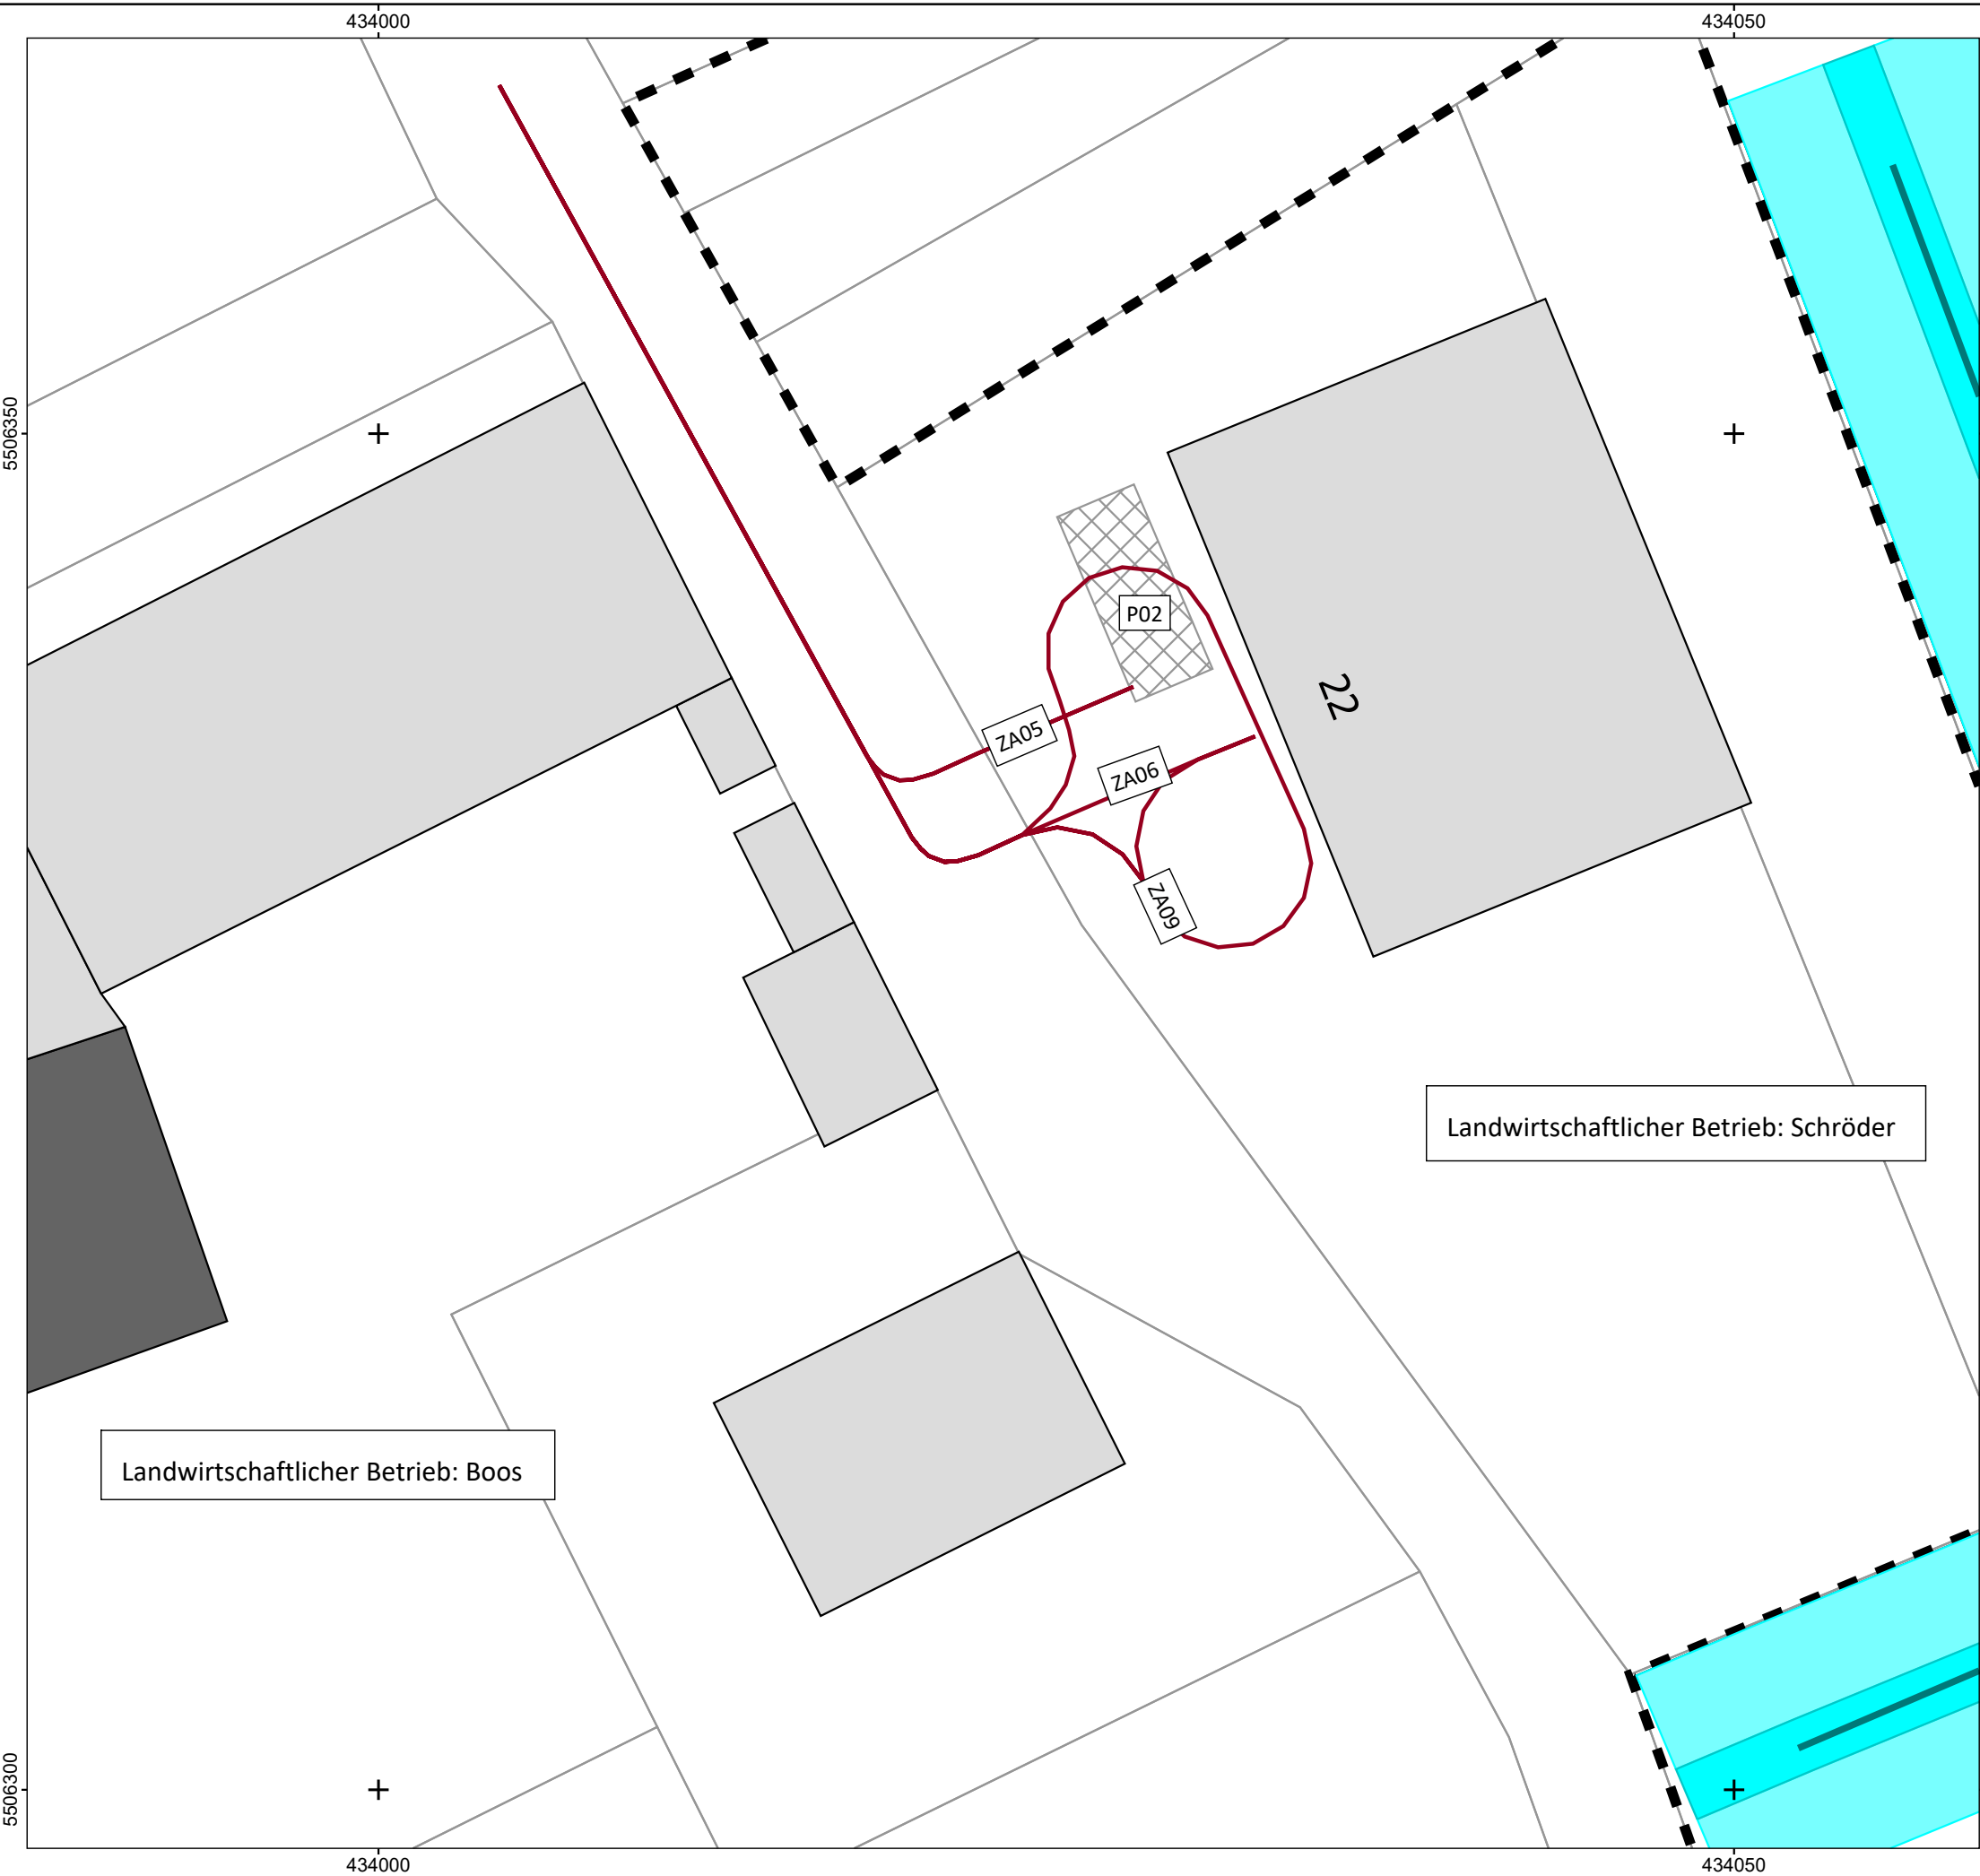 434000
434050
5506350
P02
22
ZA05
ZA06
ZA09
Landwirtschaftlicher Betrieb: Schröder
Landwirtschaftlicher Betrieb: Boos
5506300
434000
434050